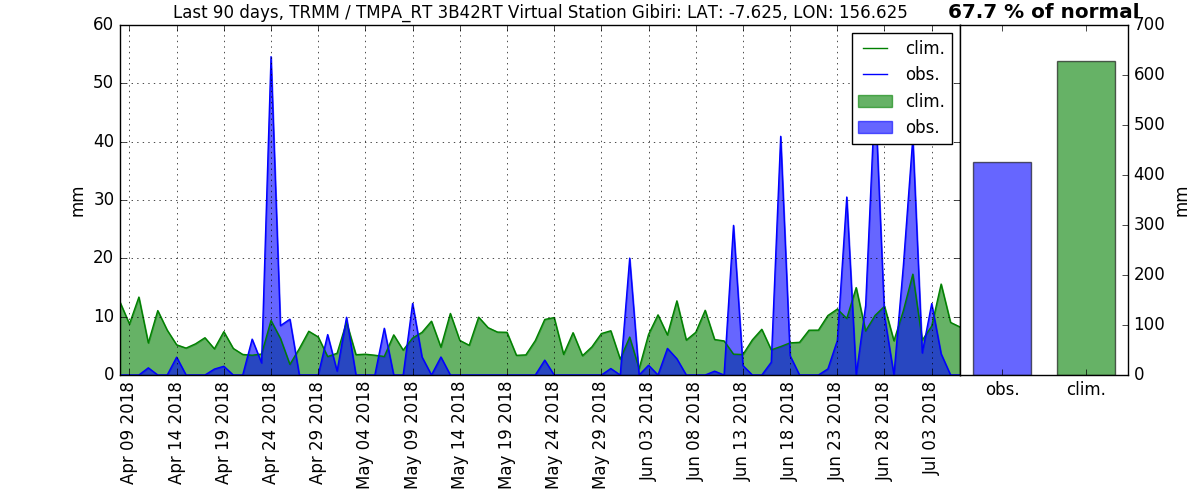 Last 90 days, TRMM / TMPA_RT 3B42RT Virtual Station Gibiri: LAT: -7.625, LON: 156.625
67.7 % of normal
60
50
40
30
20
10
0
mm
clim.
obs.
clim.
obs.
700
600
500
400
300
200
100
0
mm
obs.
clim.
Apr 09 2018
Apr 14 2018
Apr 19 2018
Apr 24 2018
Apr 29 2018
May 04 2018
May 09 2018
May 14 2018
May 19 2018
May 24 2018
May 29 2018
Jun 03 2018
Jun 08 2018
Jun 13 2018
Jun 18 2018
Jun 23 2018
Jun 28 2018
Jul 03 2018